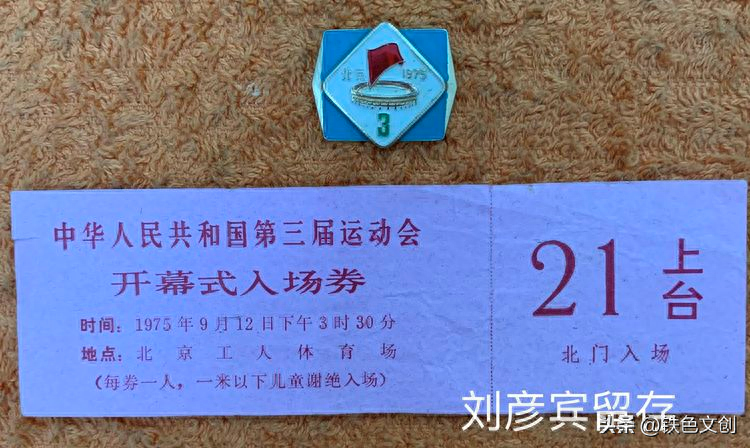 北京 1975
3
中华人民共和国第三届运动会
开幕式入场券
时间：1975年9月12日下午3时30分
地点：北京工人体育场
（每券一人，一米以下儿童谢绝入场）
21 上台
北门入场
刘彦宾留存
头条@轶色文创